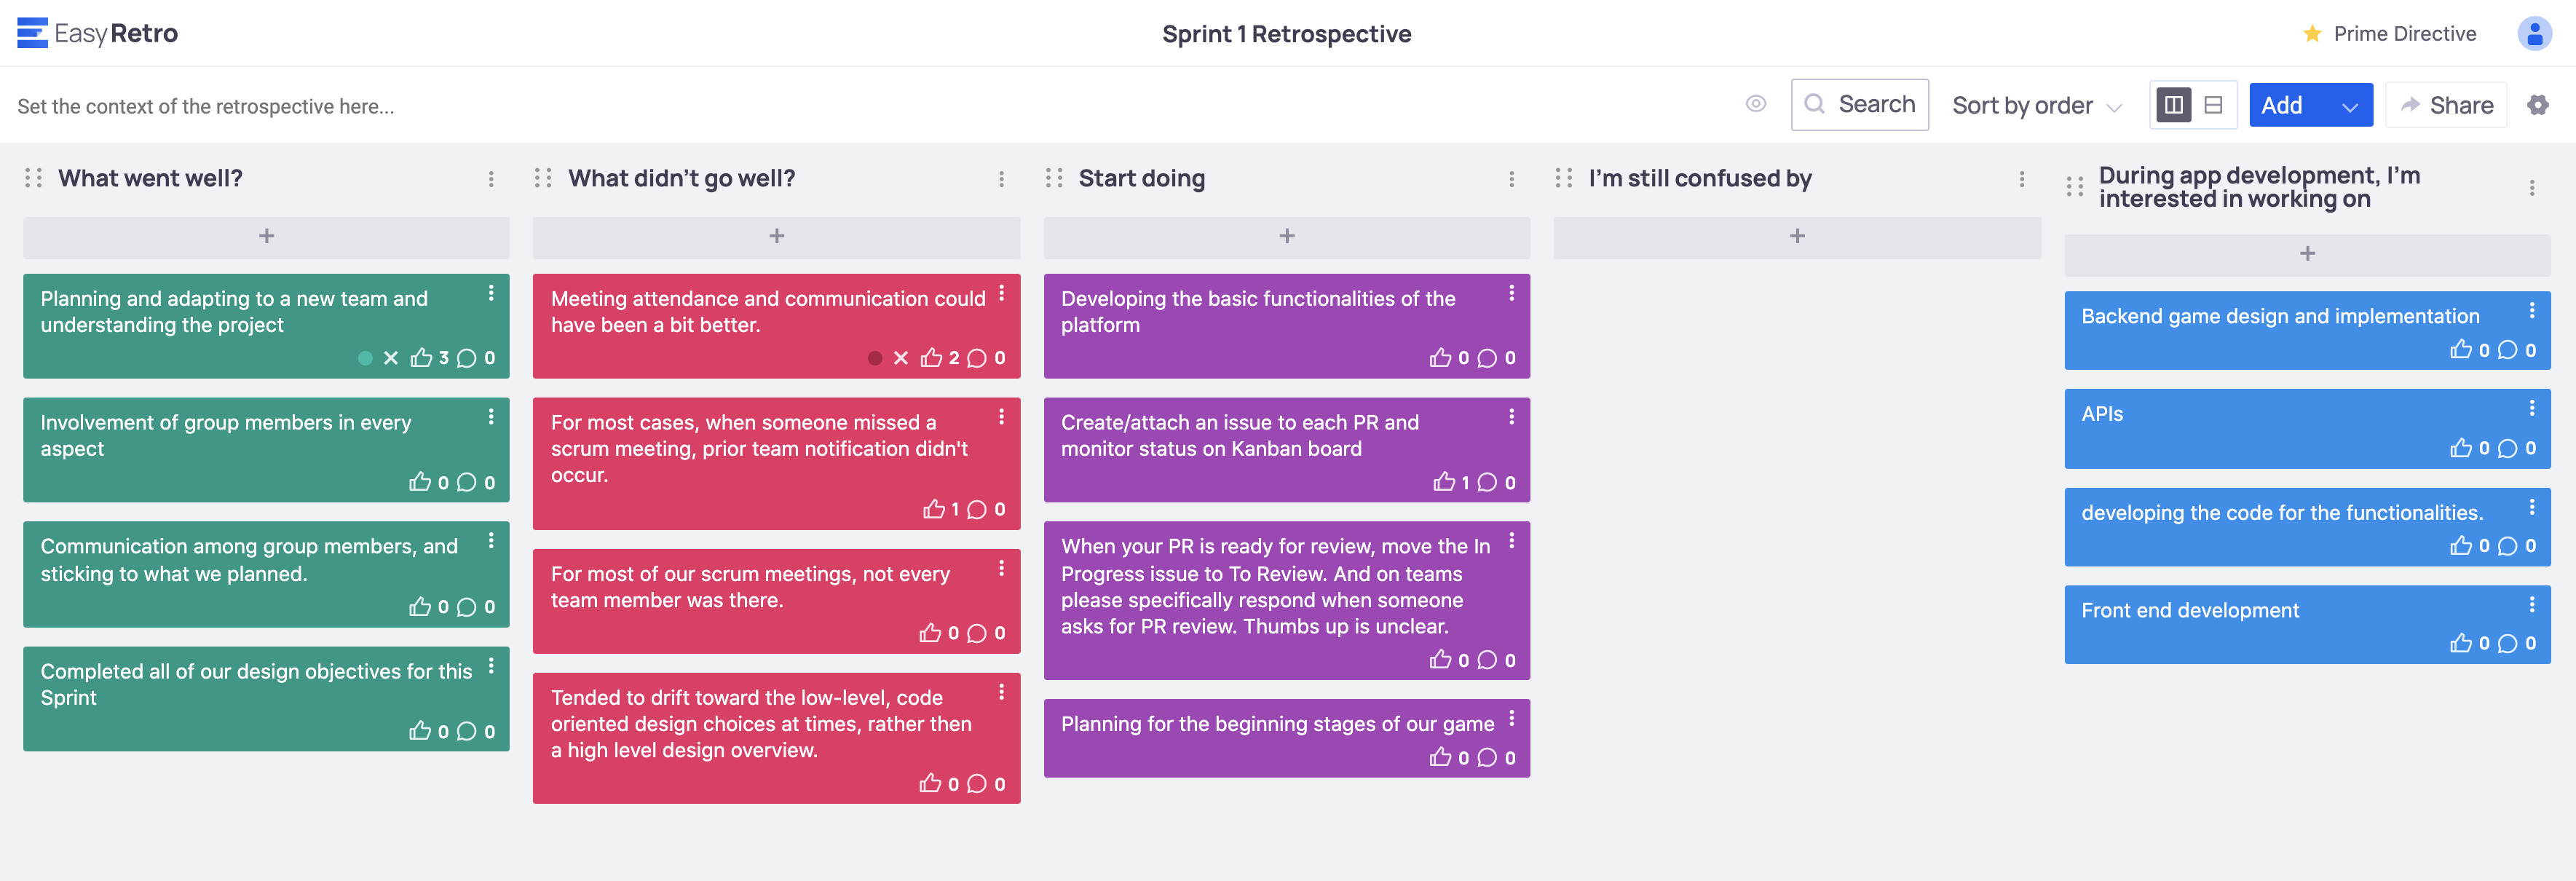 EasyRetro
Sprint 1 Retrospective
Prime Directive
Set the context of the retrospective here...
Search
Sort by order
Add
Share
What went well?
+
Planning and adapting to a new team and
understanding the project
3 0
Involvement of group members in every
aspect
0 0
Communication among group members, and
sticking to what we planned.
0 0
Completed all of our design objectives for this
Sprint
0 0
What didn't go well?
+
Meeting attendance and communication could
have been a bit better.
2 0
For most cases, when someone missed a
scrum meeting, prior team notification didn't
occur.
1 0
For most of our scrum meetings, not every
team member was there.
0 0
Tended to drift toward the low-level, code
oriented design choices at times, rather then
a high level design overview.
0 0
Start doing
+
Developing the basic functionalities of the
platform
0 0
Create/attach an issue to each PR and
monitor status on Kanban board
1 0
When your PR is ready for review, move the In
Progress issue to To Review. And on teams
please specifically respond when someone
asks for PR review. Thumbs up is unclear.
0 0
Planning for the beginning stages of our game
0 0
I'm still confused by
+
During app development, I'm
interested in working on
+
Backend game design and implementation
0 0
APIs
0 0
developing the code for the functionalities.
0 0
Front end development
0 0